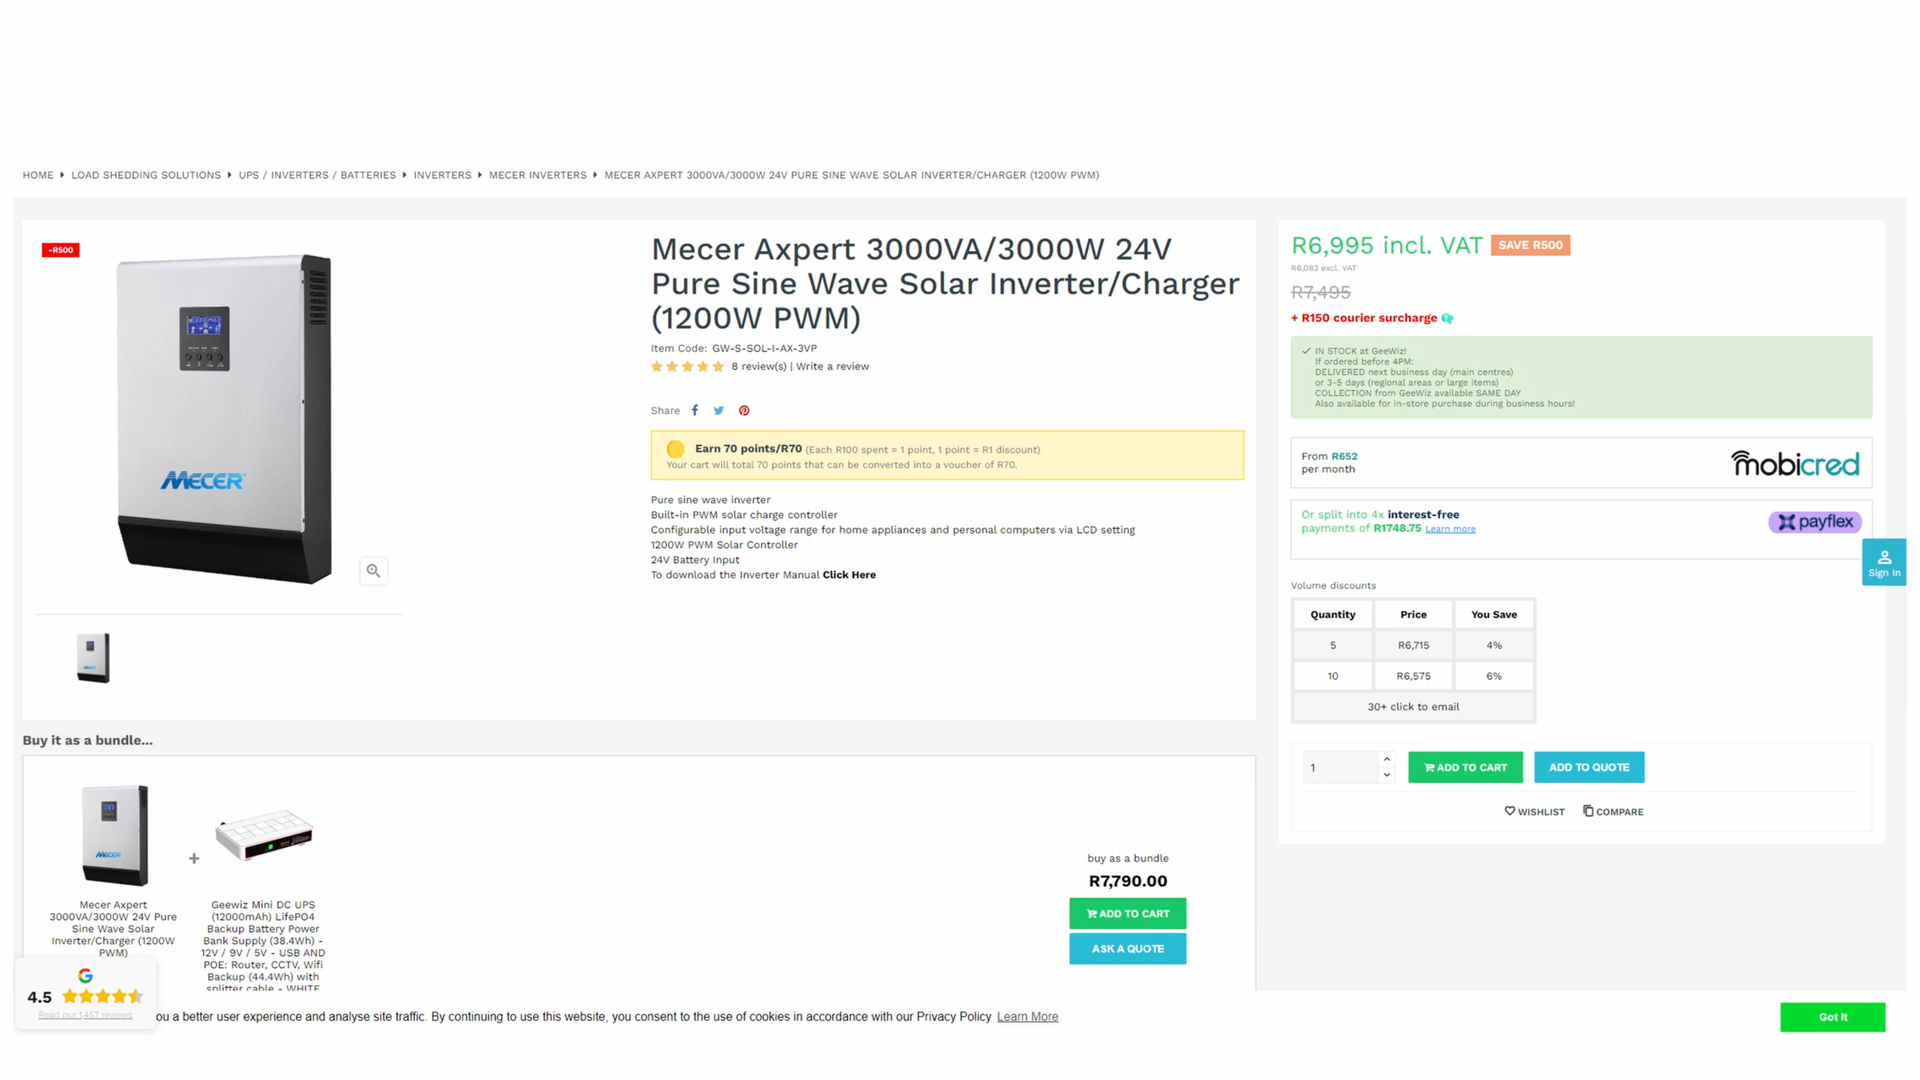 HOME LOAD SHEDDING SOLUTIONS UPS / INVERTERS / BATTERIES INVERTERS MECER INVERTERS MECER AXPERT 3000VA/3000W 24V PURE SINE WAVE SOLAR INVERTER/CHARGER (1200W PWM)
-R500
MECER
Mecer Axpert 3000VA/3000W 24V
Pure Sine Wave Solar Inverter/Charger
(1200W PWM)
Item Code: GW-S-SOL-I-AX-3VP
8 review(s) | Write a review
Share
Earn 70 points/R70 (Each R100 spent = 1 point, 1 point = R1 discount)
Your cart will total 70 points that can be converted into a voucher of R70.
Pure sine wave inverter
Built-in PWM solar charge controller
Configurable input voltage range for home appliances and personal computers via LCD setting
1200W PWM Solar Controller
24V Battery Input
To download the Inverter Manual Click Here
R6,995 incl. VAT SAVE R500
R6,083 excl. VAT
R7,495
+ R150 courier surcharge
IN STOCK at GeeWiz!
If ordered before 4PM:
DELIVERED next business day (main centres)
or 3-5 days (regional areas or large items)
COLLECTION from GeeWiz available SAME DAY
Also available for in-store purchase during business hours!
From R652
per month
mobicred
Or split into 4x interest-free
payments of R1748.75 Learn more
payflex
Sign In
Volume discounts
Quantity Price You Save
5 R6,715 4%
10 R6,575 6%
30+ click to email
1 ADD TO CART ADD TO QUOTE
WISHLIST COMPARE
Buy it as a bundle...
MECER
+
Mecer Axpert
3000VA/3000W 24V Pure
Sine Wave Solar
Inverter/Charger (1200W
PWM)
Geewiz Mini DC UPS
(12000mAh) LifePO4
Backup Battery Power
Bank Supply (38.4Wh) -
12V / 9V / 5V - USB AND
POE: Router, CCTV, Wifi
Backup (44.4Wh) with
splitter cable - WHITE
buy as a bundle
R7,790.00
ADD TO CART
ASK A QUOTE
G
4.5
Read our 1,457 reviews
ou a better user experience and analyse site traffic. By continuing to use this website, you consent to the use of cookies in accordance with our Privacy Policy Learn More
Got It